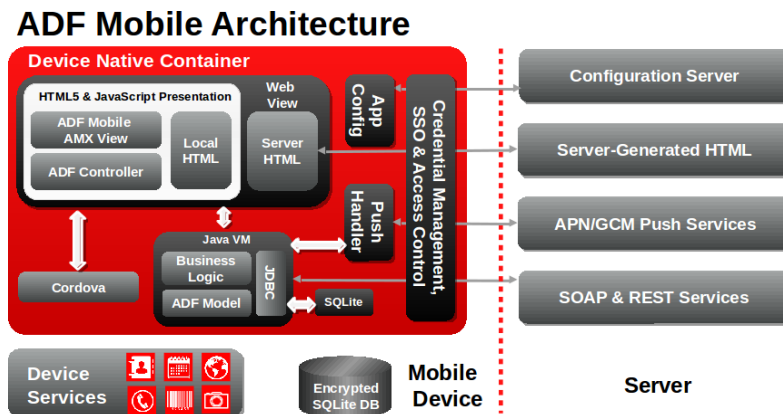 ADF Mobile Architecture
Device Native Container
HTML5 & JavaScript Presentation
Web
View
ADF Mobile
AMX View
ADF Controller
Local
HTML
Server
HTML
App
Config
Credential Management,
SSO & Access Control
Push
Handler
Java VM
Business
Logic
ADF Model
JDBC
Cordova
SQLite
Configuration Server
Server-Generated HTML
APN/GCM Push Services
SOAP & REST Services
Device
Services
Encrypted
SQLite DB
Mobile
Device
Server